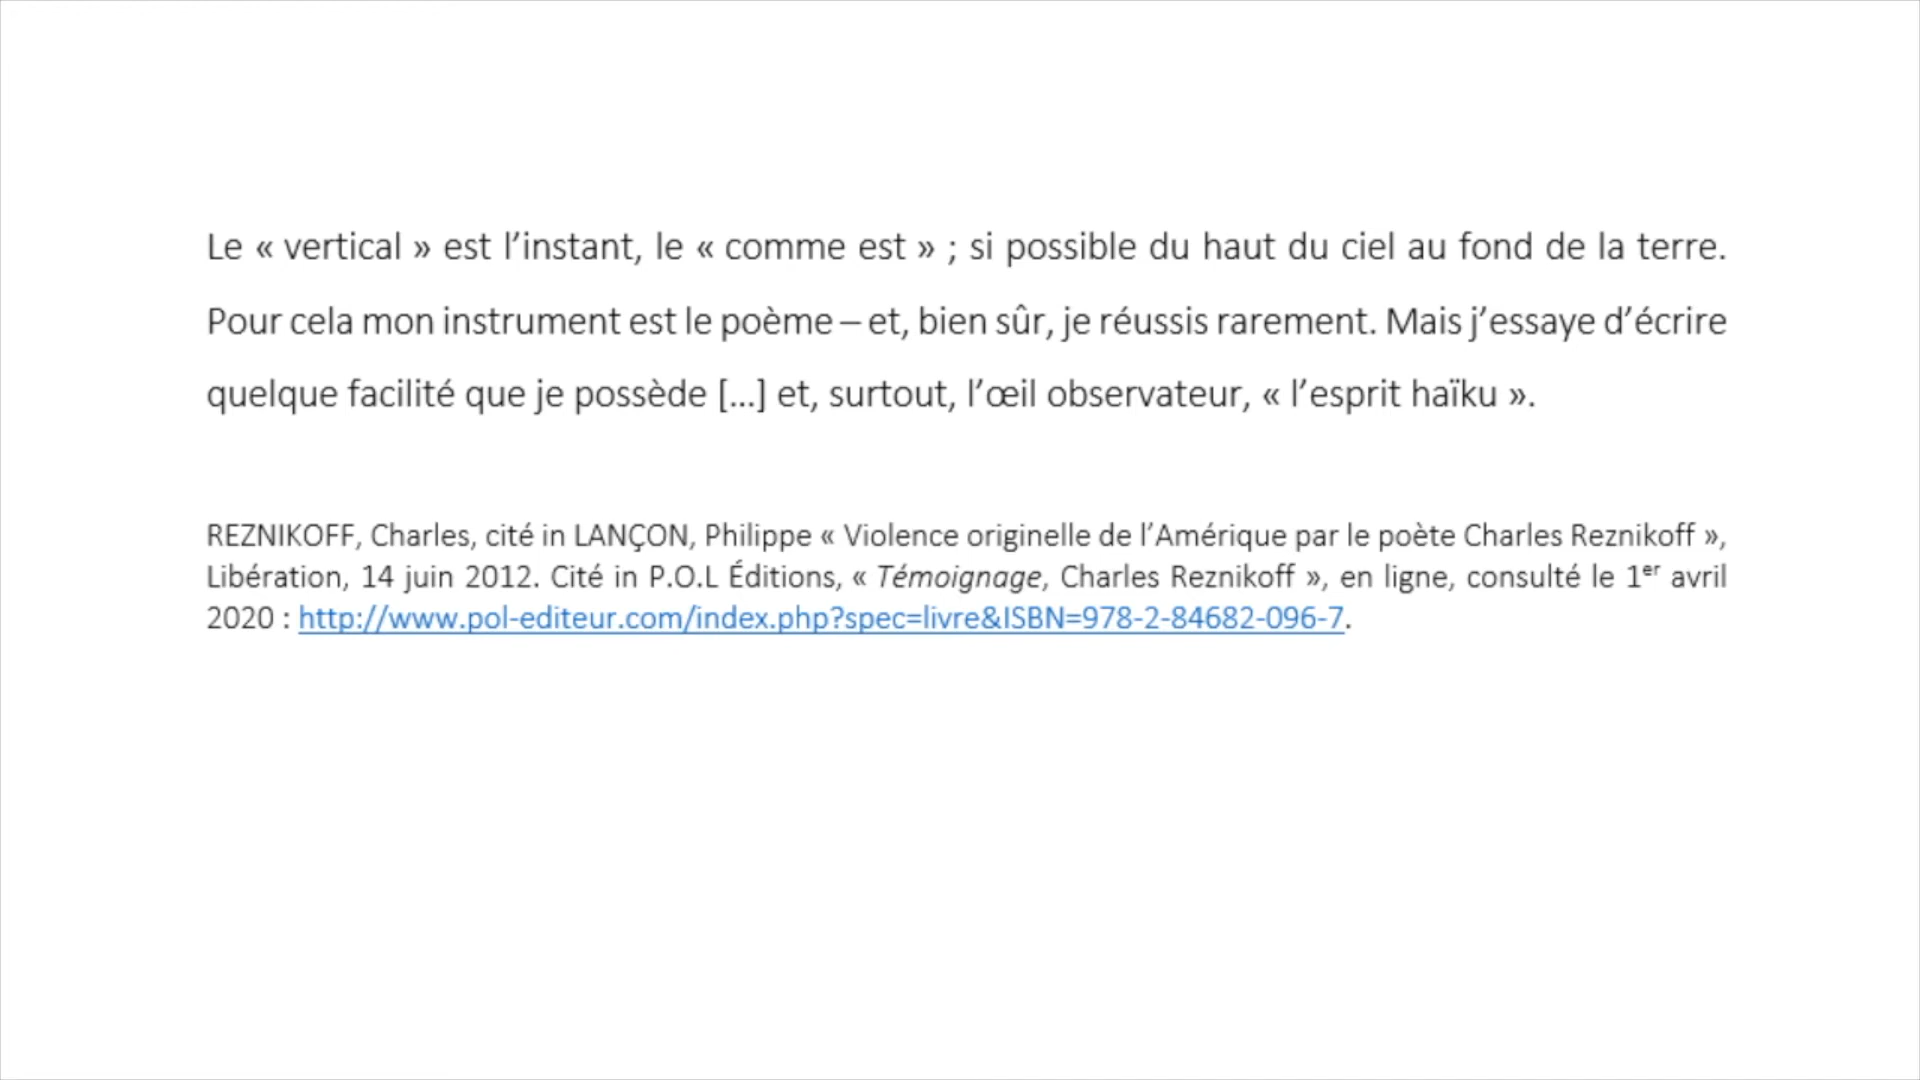 Le « vertical » est l’instant, le « comme est » ; si possible du haut du ciel au fond de la terre.
Pour cela mon instrument est le poème – et, bien sûr, je réussis rarement. Mais j’essaye d’écrire
quelque facilité que je possède [...] et, surtout, l’œil observateur, « l’esprit haïku ».
REZNIKOFF, Charles, cité in LANÇON, Philippe « Violence originelle de l’Amérique par le poète Charles Reznikoff »,
Libération, 14 juin 2012. Cité in P.O.L Éditions, « Témoignage, Charles Reznikoff », en ligne, consulté le 1er avril
2020 : http://www.pol-editeur.com/index.php?spec=livre&ISBN=978-2-84682-096-7.